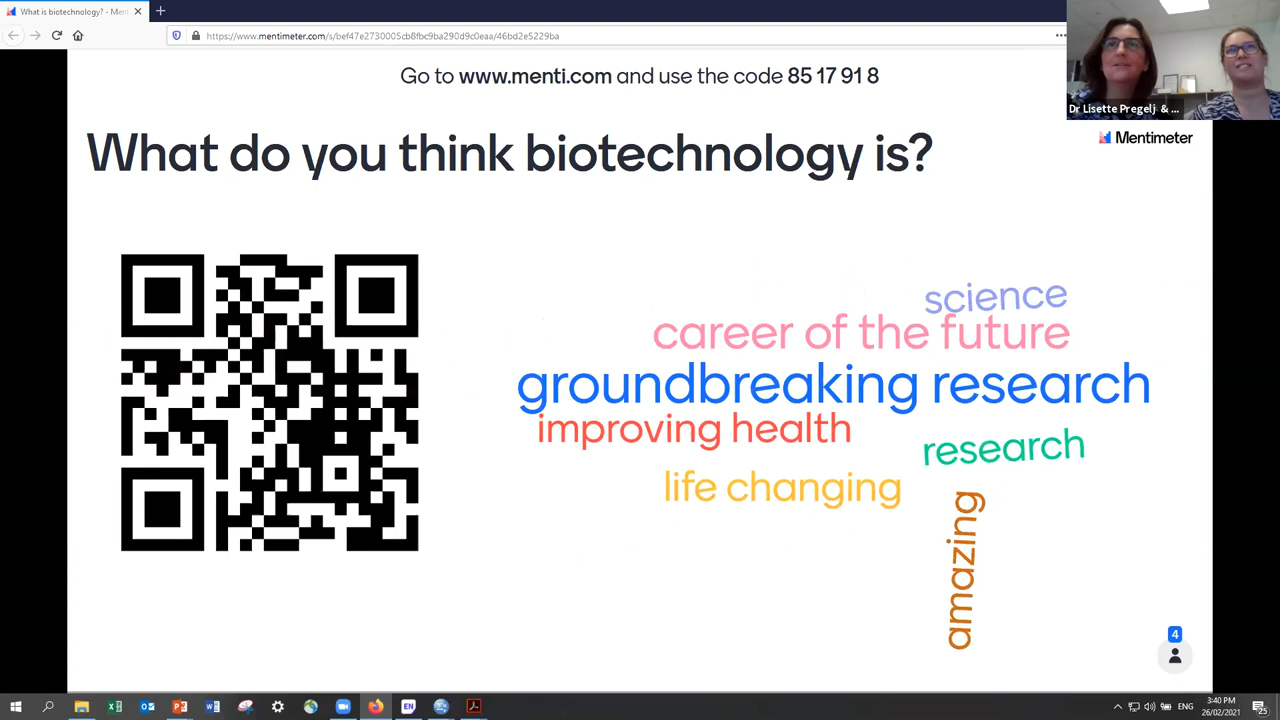 What is biotechnology? - Ment
https://www.mentimeter.com/s/bef47e2730005cb8fbc9ba290d9c0eaa/46bd2e5229ba
Go to www.menti.com and use the code 85 17 91 8
Dr Lisette Pregelj & ...
Mentimeter
What do you think biotechnology is?
science
career of the future
groundbreaking research
improving health
research
life changing
amazing
4
EN
ENG
3:40 PM
26/02/2021
25